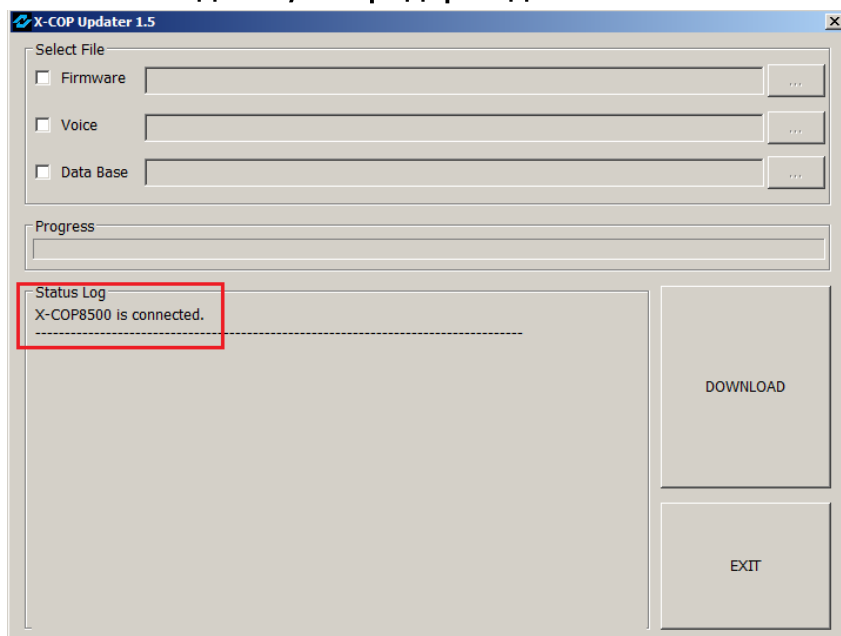 X-COP Updater 1.5
Select File
Firmware
...
Voice
...
Data Base
...
Progress
Status Log
X-COP8500 is connected.
--------------------------------------------------------------------------------
DOWNLOAD
EXIT